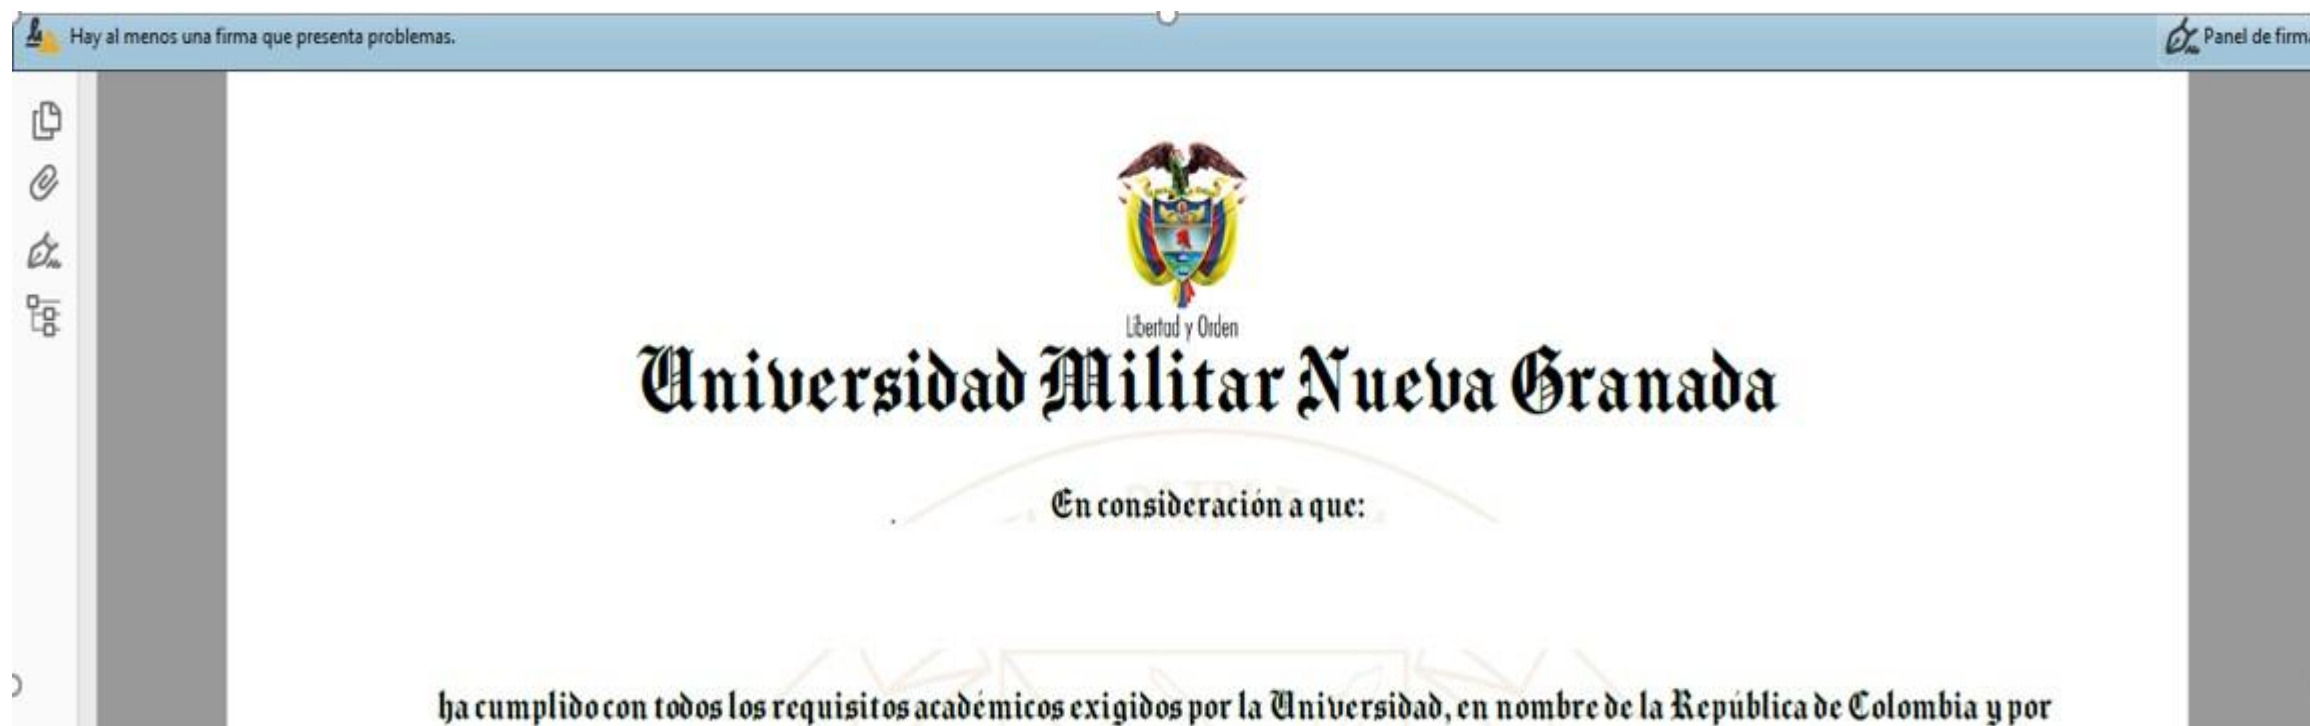 Hay al menos una firma que presenta problemas.
Panel de firma
Libertad y Orden
Universidad Militar Nueva Granada
En consideración a que:
ha cumplido con todos los requisitos académicos exigidos por la Universidad, en nombre de la República de Colombia y por